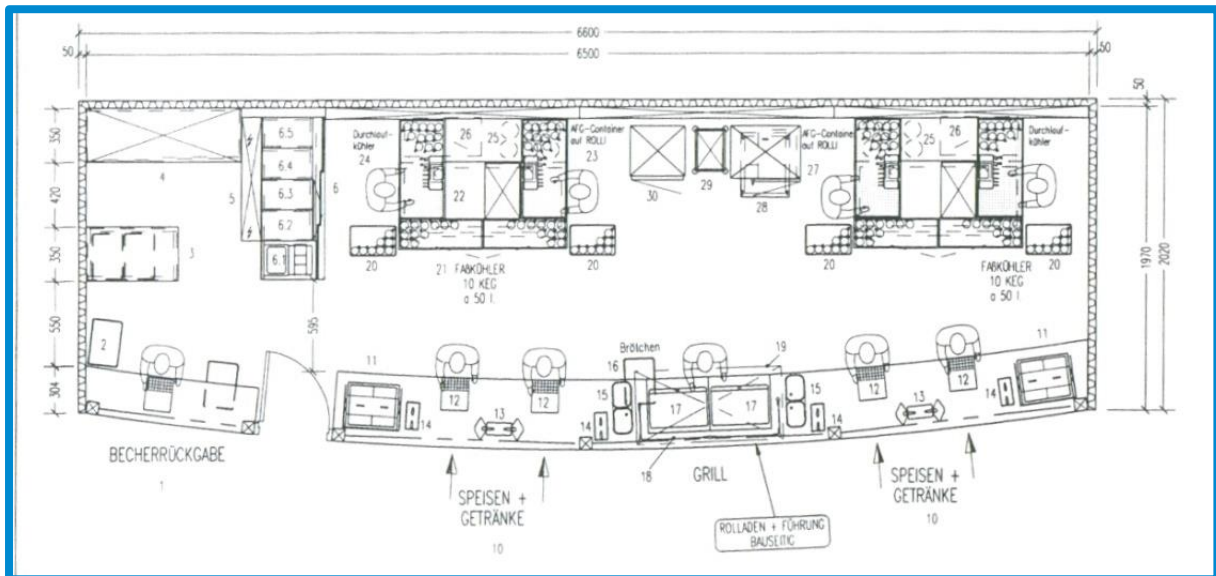 6600
50
6500
50
50
350
420
350
550
304
1970
2020
595
4
5
6
6.5
6.4
6.3
6.2
6.1
3
2
Durchlauf-
kühler
24
26
25
22
AFG-Container
auf ROLLI
23
20
21 FAßKÜHLER
10 KEG
a 50 l.
20
30
29
28
AFG-Container
auf ROLLI
27
25
26
Durchlauf-
kühler
20
20
FAßKÜHLER
10 KEG
a 50 l.
11
12
12
13
14
14
Brötchen
16
15
17
17
19
15
14
12
12
13
14
11
18
BECHERRÜCKGABE
1
SPEISEN +
GETRÄNKE
10
GRILL
ROLLADEN + FÜHRUNG
BAUSEITIG
SPEISEN +
GETRÄNKE
10